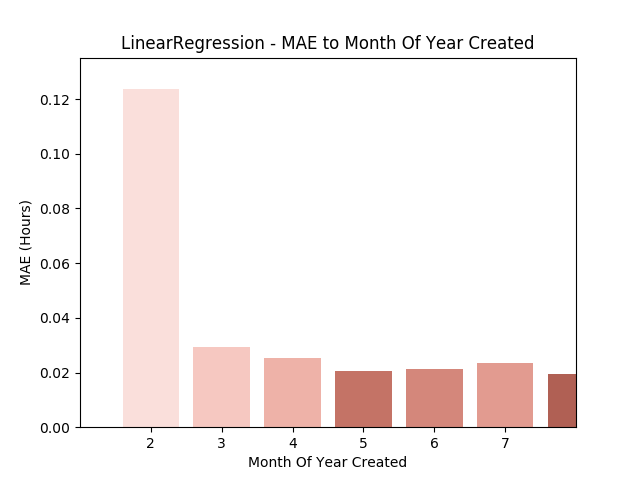 LinearRegression - MAE to Month Of Year Created
MAE (Hours)
0.12
0.10
0.08
0.06
0.04
0.02
0.00
2 3 4 5 6 7
Month Of Year Created